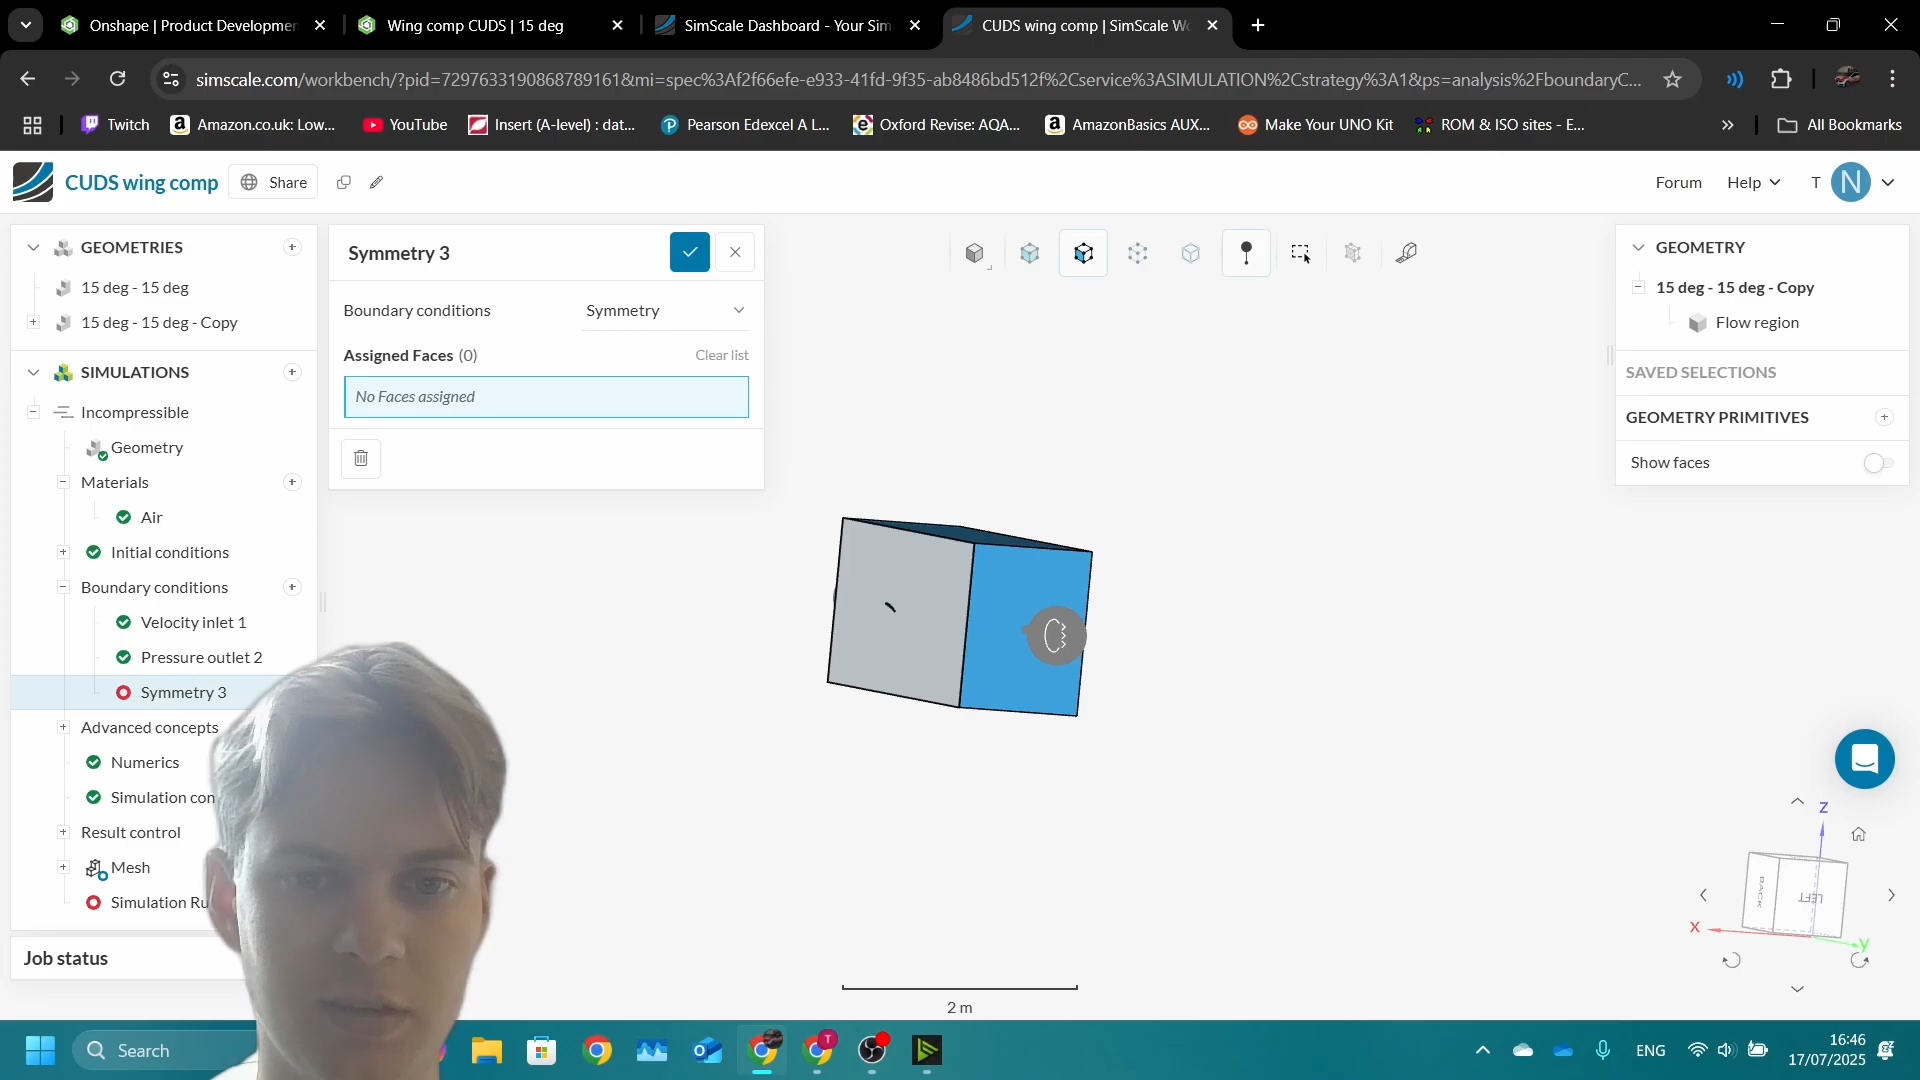 Onshape | Product Developmen
Wing comp CUDS | 15 deg
SimScale Dashboard - Your Sim
CUDS wing comp | SimScale Wo
simscale.com/workbench/?pid=7297633190868789161&mi=spec%3Af2f66efe-e933-41fd-9f35-ab8486bd512f%2Cservice%3ASIMULATION%2Cstrategy%3A1&ps=analysis%2FboundaryC...
Twitch
Amazon.co.uk: Low...
YouTube
Insert (A-level) : dat...
Pearson Edexcel A L...
Oxford Revise: AQA...
AmazonBasics AUX...
Make Your UNO Kit
ROM & ISO sites - E...
All Bookmarks
CUDS wing comp
Share
Forum
Help
T
N
GEOMETRIES
15 deg - 15 deg
15 deg - 15 deg - Copy
SIMULATIONS
Incompressible
Geometry
Materials
Air
Initial conditions
Boundary conditions
Velocity inlet 1
Pressure outlet 2
Symmetry 3
Advanced concepts
Numerics
Simulation con
Result control
Mesh
Simulation Ru
Job status
Symmetry 3
Boundary conditions
Symmetry
Assigned Faces (0)
Clear list
No Faces assigned
GEOMETRY
15 deg - 15 deg - Copy
Flow region
SAVED SELECTIONS
GEOMETRY PRIMITIVES
Show faces
Z
BACK
LEFT
X
y
2 m
Search
T
ENG
16:46
17/07/2025